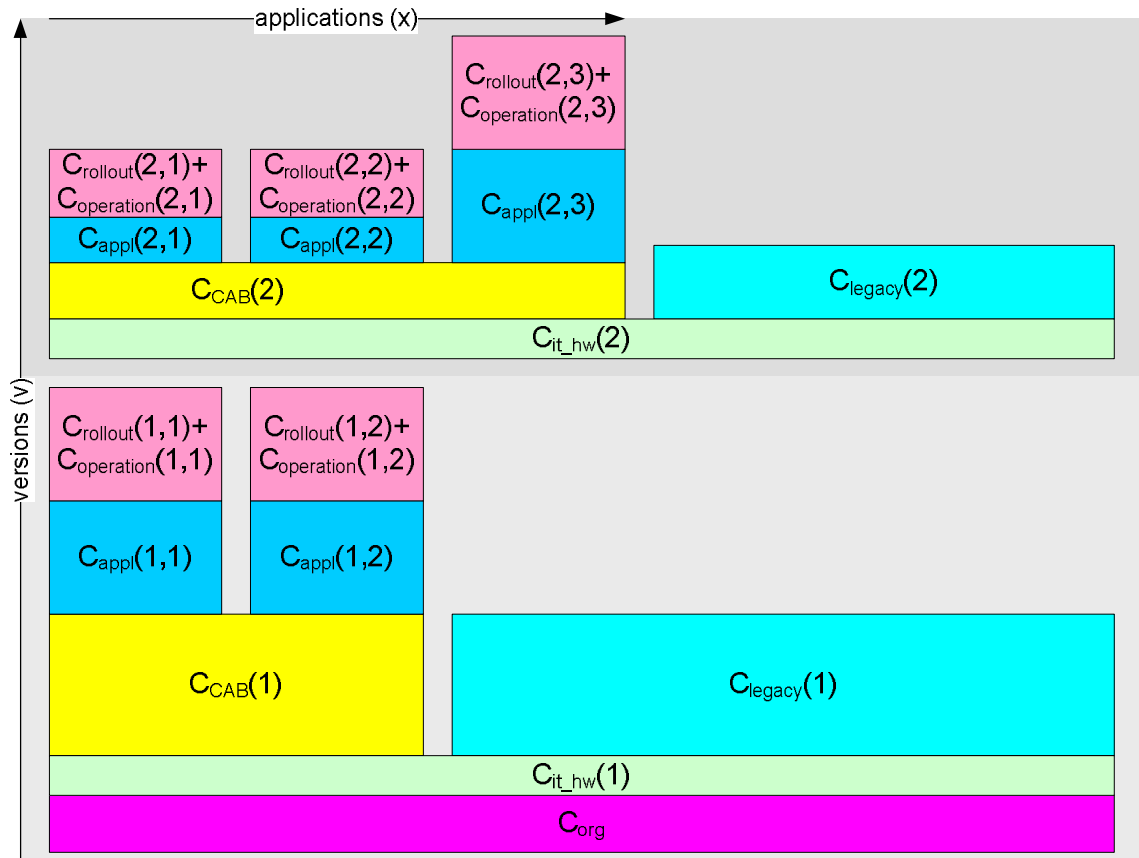 applications (x)
versions (v)
Crollout(2,3)+
Coperation(2,3)
Crollout(2,1)+
Coperation(2,1)
Crollout(2,2)+
Coperation(2,2)
Cappl(2,3)
Cappl(2,1)
Cappl(2,2)
CCAB(2)
Clegacy(2)
Cit_hw(2)
Crollout(1,1)+
Coperation(1,1)
Crollout(1,2)+
Coperation(1,2)
Cappl(1,1)
Cappl(1,2)
CCAB(1)
Clegacy(1)
Cit_hw(1)
Corg